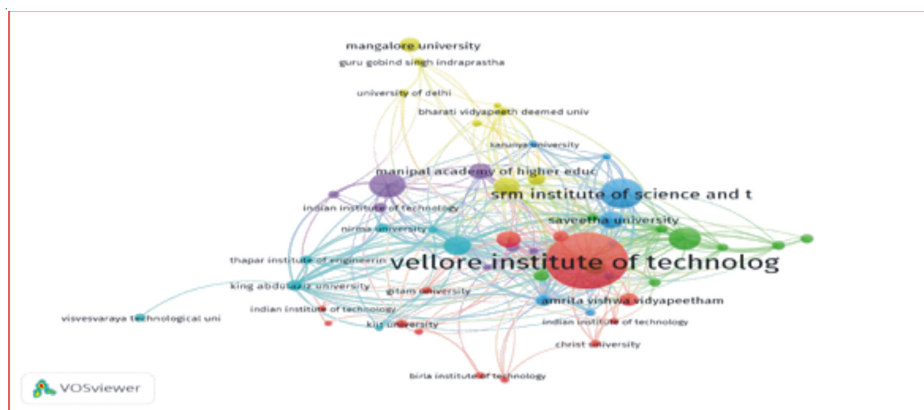 mangalore university
guru gobind singh indraprastha
university of delhi
bharati vidyapeeth deemed univ
karunya university
manipal academy of higher educ
srm institute of science and t
indian institute of technology
saveetha university
nirma university
thapar institute of engineerin
vellore institute of technolog
king abdulaziz university
gitam university
amrita vishwa vidyapeetham
indian institute of technology
visvesvaraya technological uni
kiit university
indian institute of technology
christ university
birla institute of technology
VOSviewer